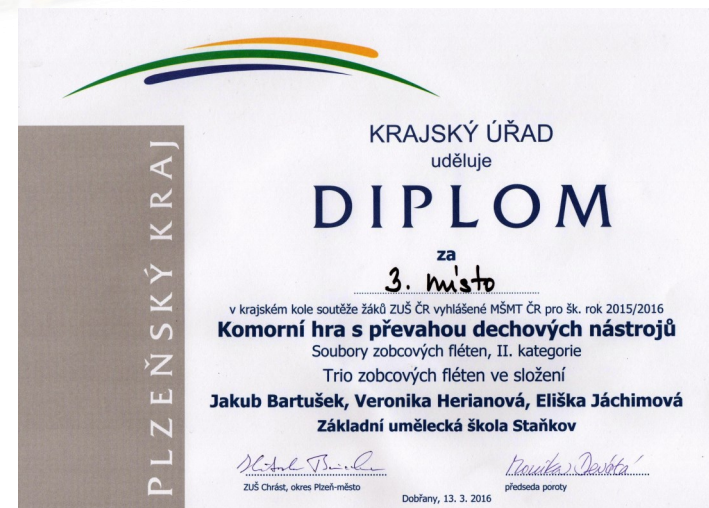 PLZEŇSKÝ KRAJ
KRAJSKÝ ÚŘAD
uděluje
DIPLOM
za
3. místo
v krajském kole soutěže žáků ZUŠ ČR vyhlášené MŠMT ČR pro šk. rok 2015/2016
Komorní hra s převahou dechových nástrojů
Soubory zobcových fléten, II. kategorie
Trio zobcových fléten ve složení
Jakub Bartušek, Veronika Herianová, Eliška Jáchimová
Základní umělecká škola Staňkov
Monika Devátá
ZUŠ Chrást, okres Plzeň-město
předseda poroty
Dobřany, 13. 3. 2016